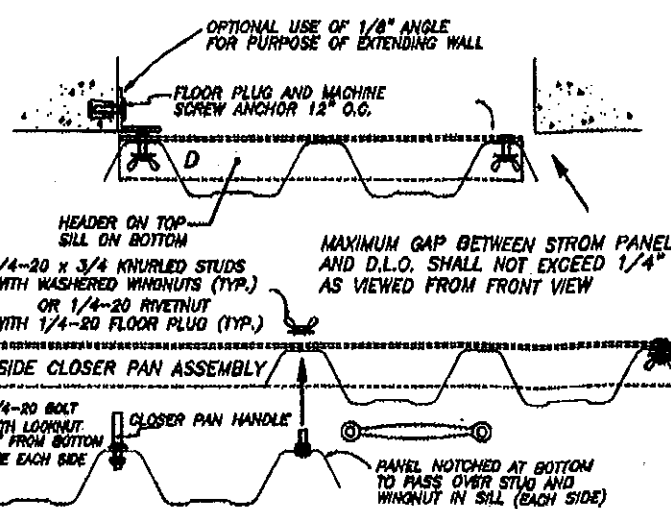 OPTIONAL USE OF 1/8" ANGLE
FOR PURPOSE OF EXTENDING WALL
FLOOR PLUG AND MACHINE
SCREW ANCHOR 12" O.C.
D
HEADER ON TOP
SILL ON BOTTOM
MAXIMUM GAP BETWEEN STROM PANEL
AND D.L.O. SHALL NOT EXCEED 1/4"
AS VIEWED FROM FRONT VIEW
1/4-20 x 3/4 KNURLED STUDS
WITH WASHERED WINGNUTS (TYP.)
OR 1/4-20 RIVETNUT
WITH 1/4-20 FLOOR PLUG (TYP.)
SIDE CLOSER PAN ASSEMBLY
/4-20 BOLT
TH LOCKNUT
FROM BOTTOM
EACH SIDE
CLOSER PAN HANDLE
PANEL NOTCHED AT BOTTOM
TO PASS OVER STUD AND
WINGNUT IN SILL (EACH SIDE)